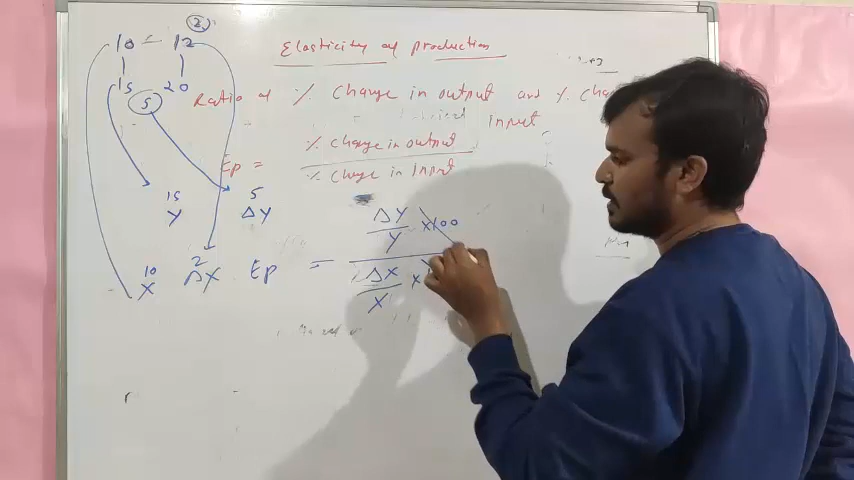 2
10 - 12
Elasticity of production
15 20
5
Ratio of % Change in output and % Chan
Input
Ep = % Change in output
% Change in Input
15 5
Y ΔY
ΔY
Y ×100
10 2
X ΔX Ep =
ΔX ×
X